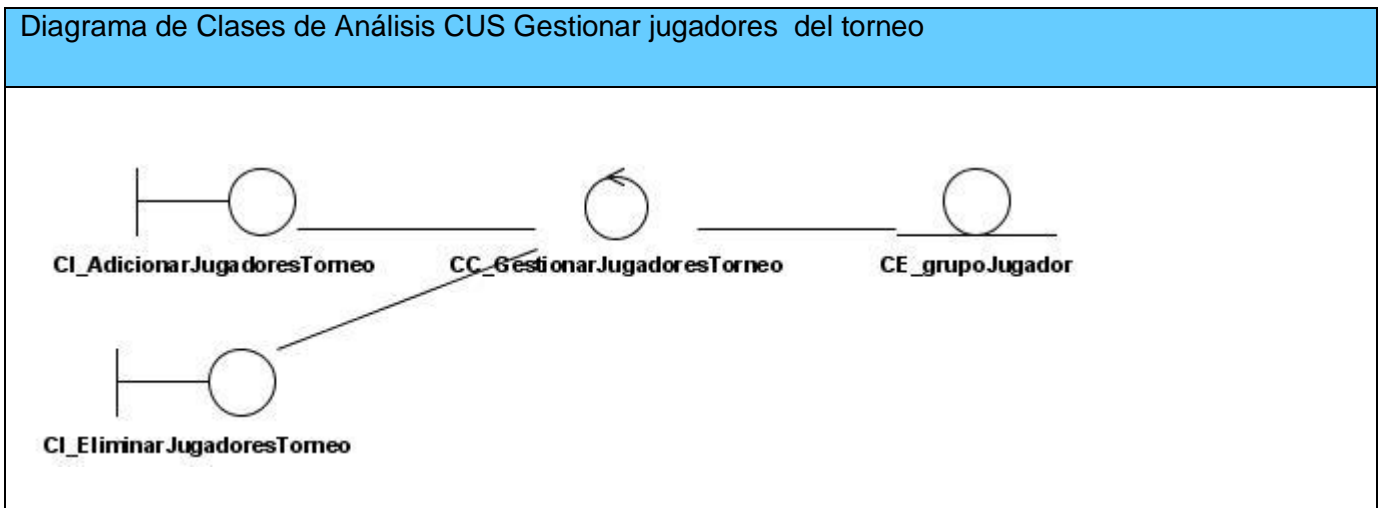 Diagrama de Clases de Análisis CUS Gestionar jugadores del torneo
CI_AdicionarJugadoresTorneo
CC_GestionarJugadoresTorneo
CE_grupoJugador
CI_EliminarJugadoresTorneo